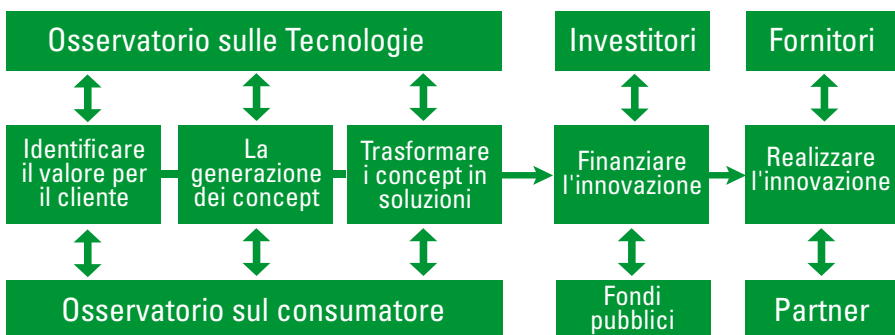 Osservatorio sulle Tecnologie
Investitori
Fornitori
Identificare
il valore per
il cliente
La
generazione
dei concept
Trasformare
i concept in
soluzioni
Finanziare
l'innovazione
Realizzare
l'innovazione
Osservatorio sul consumatore
Fondi
pubblici
Partner